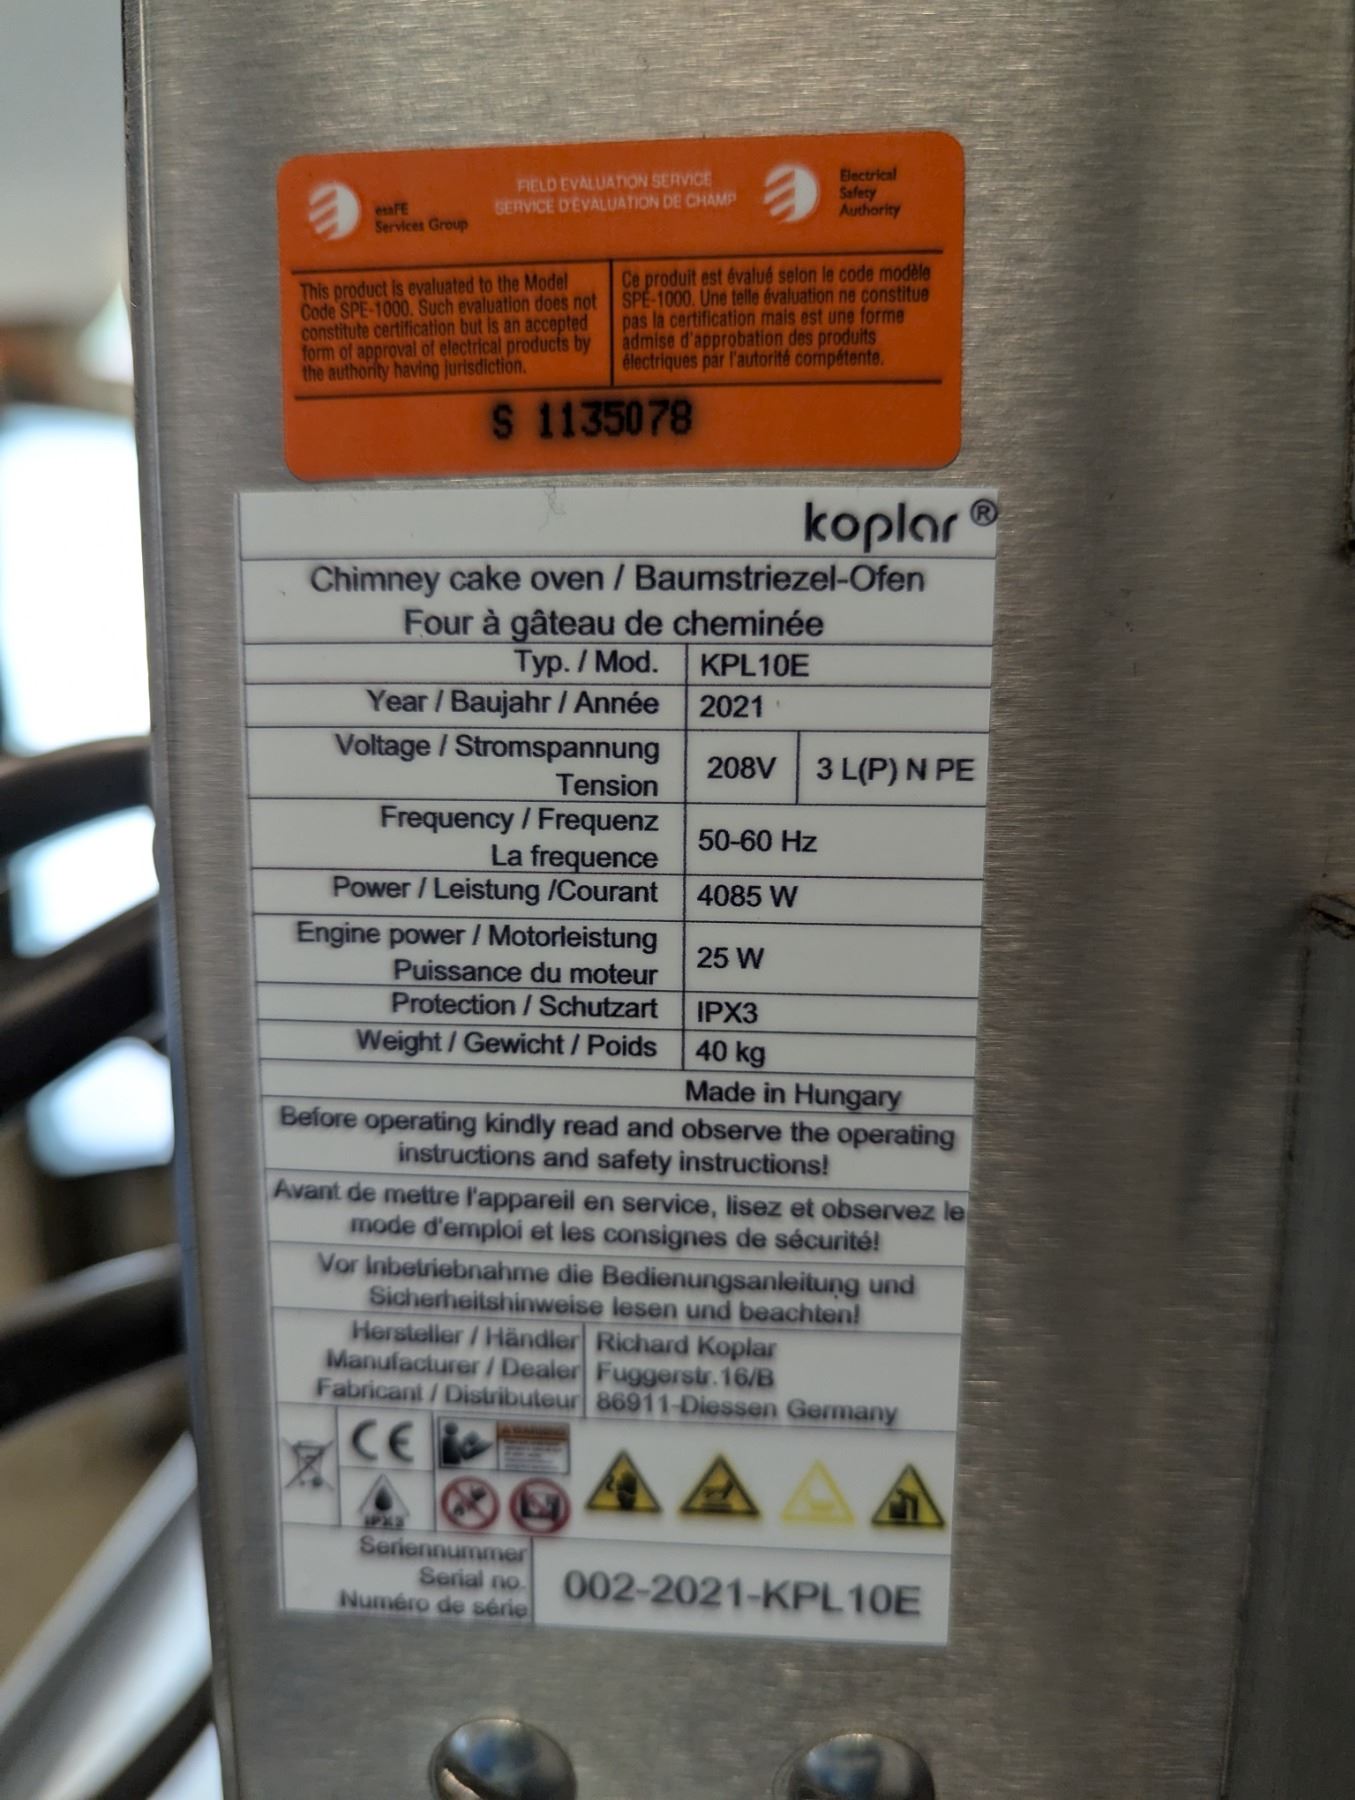 esaFE
Services Group
FIELD EVALUATION SERVICE
SERVICE D'ÉVALUATION DE CHAMP
Electrical
Safety
Authority
This product is evaluated to the Model
Code SPE-1000. Such evaluation does not
constitute certification but is an accepted
form of approval of electrical products by
the authority having jurisdiction.
Ce produit est évalué selon le code modèle
SPE-1000. Une telle évaluation ne constitue
pas la certification mais est une forme
admise d'approbation des produits
électriques par l'autorité compétente.
S 1135078
koplar ®
Chimney cake oven / Baumstriezel-Ofen
Four à gâteau de cheminée
Typ. / Mod. KPL10E
Year / Baujahr / Année 2021
Voltage / Stromspannung
Tension 208V 3 L(P) N PE
Frequency / Frequenz
La frequence 50-60 Hz
Power / Leistung /Courant 4085 W
Engine power / Motorleistung
Puissance du moteur 25 W
Protection / Schutzart IPX3
Weight / Gewicht / Poids 40 kg
Made in Hungary
Before operating kindly read and observe the operating
instructions and safety instructions!
Avant de mettre l'appareil en service, lisez et observez le
mode d'emploi et les consignes de sécurité!
Vor Inbetriebnahme die Bedienungsanleitung und
Sicherheitshinweise lesen und beachten!
Hersteller / Händler Richard Koplar
Manufacturer / Dealer Fuggerstr.16/B
Fabricant / Distributeur 86911-Diessen Germany
CE
WARNING
IPX3
Seriennummer
Serial no. 002-2021-KPL10E
Numéro de série